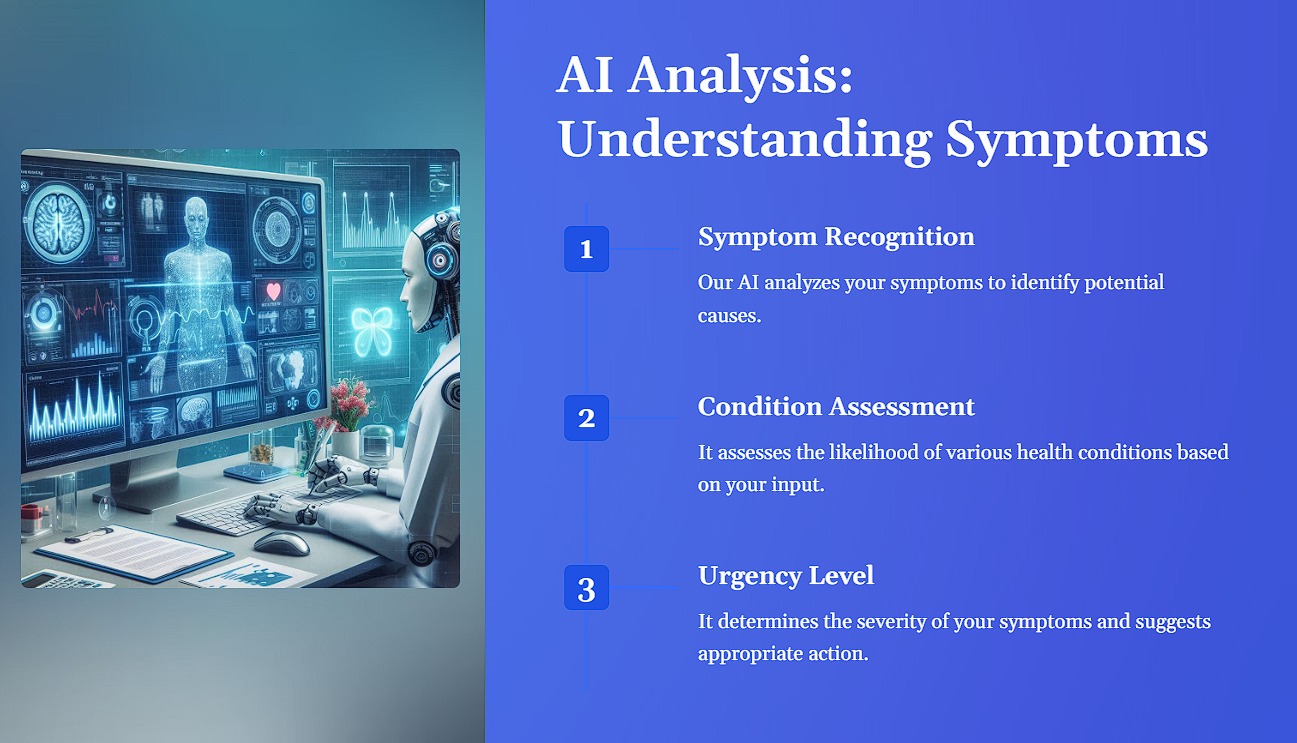 AI Analysis:
Understanding Symptoms
1
Symptom Recognition
Our AI analyzes your symptoms to identify potential
causes.
2
Condition Assessment
It assesses the likelihood of various health conditions based
on your input.
3
Urgency Level
It determines the severity of your symptoms and suggests
appropriate action.